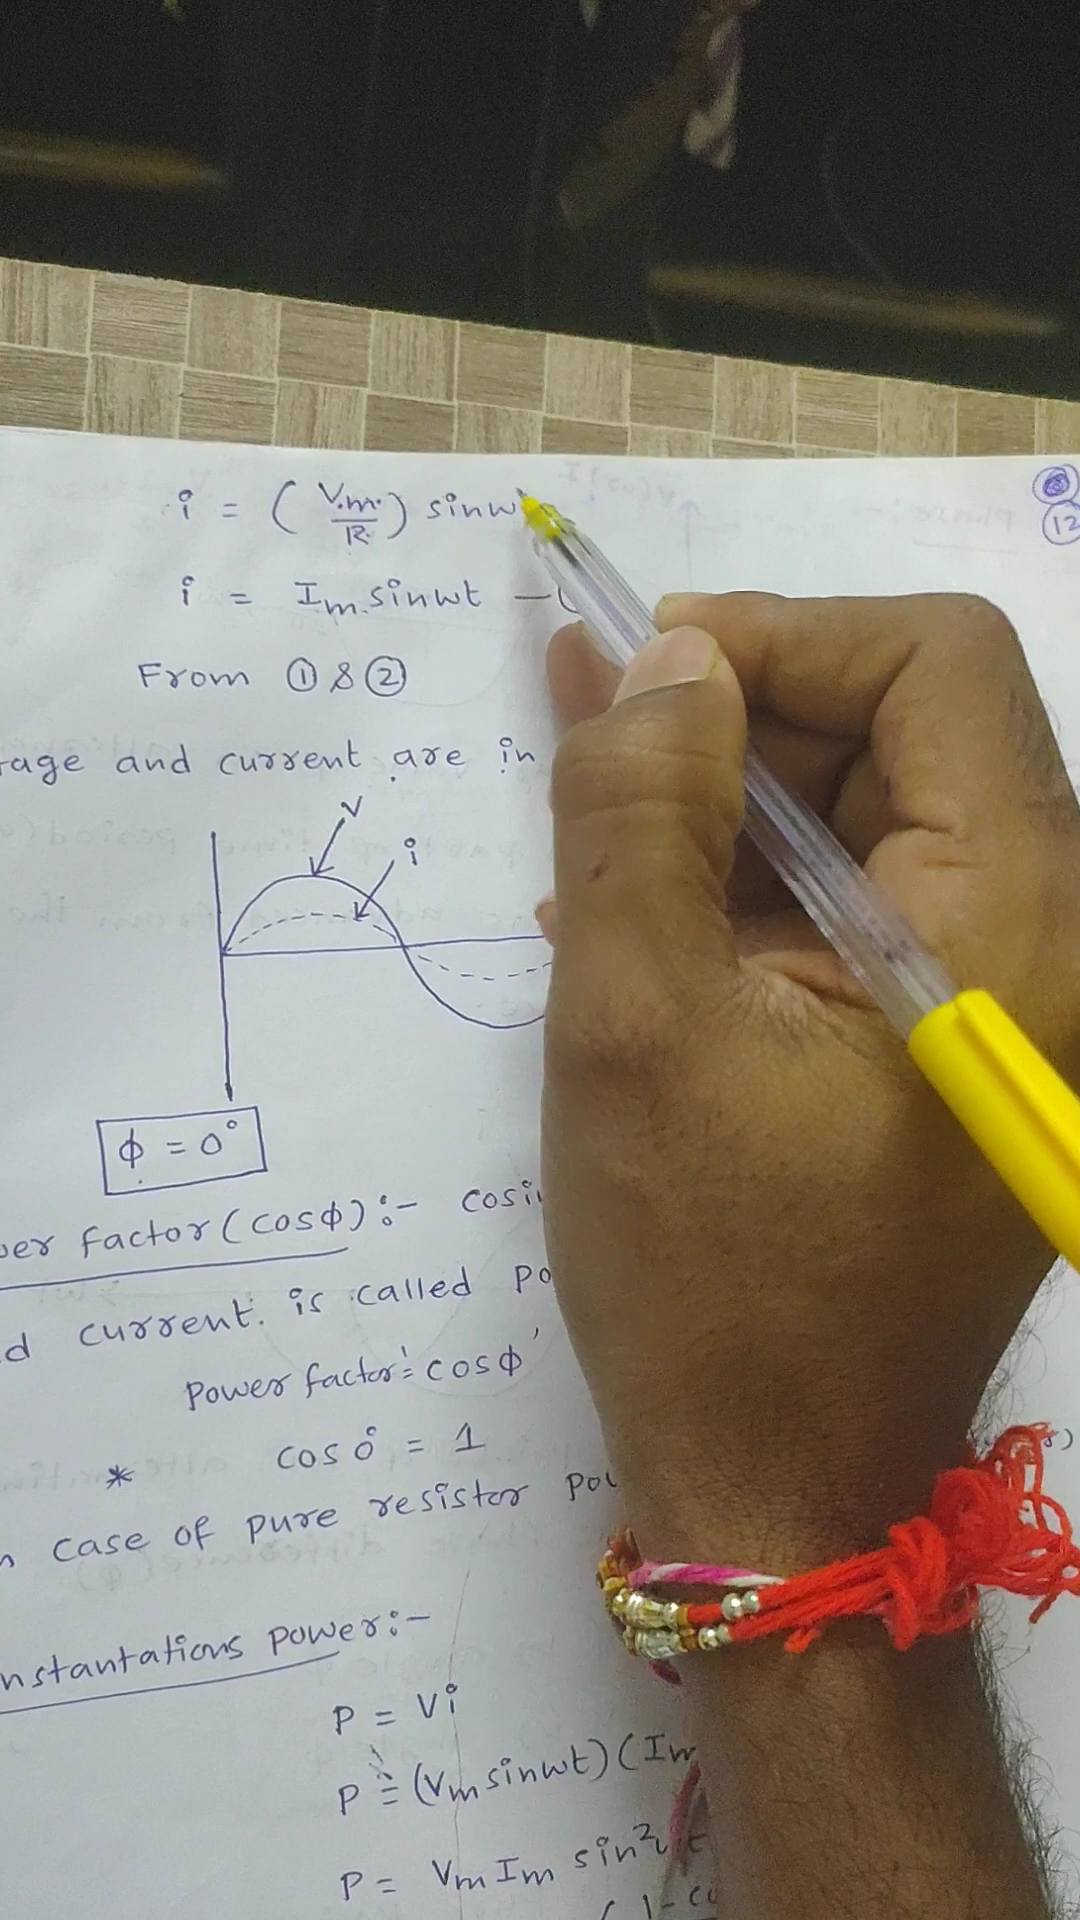 i = (Vm/R) sinw
12
i = Im sinwt -
From ① & ②
rage and current are in
V
i
ϕ = 0°
er factor (cosϕ) :- cosi
d current. is called po
Power factor = cosϕ
cos 0° = 1
*
n case of pure resistor pow
nstantations power :-
P = Vi
P = (Vm sinwt) (Im
P = Vm Im sin²